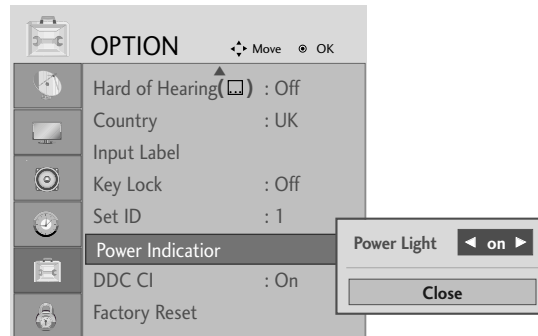 OPTION Move OK
Hard of Hearing( ) : Off
Country : UK
Input Label
Key Lock : Off
Set ID : 1
Power Indicatior
Power Light ◄ on ►
DDC CI : On
Close
Factory Reset